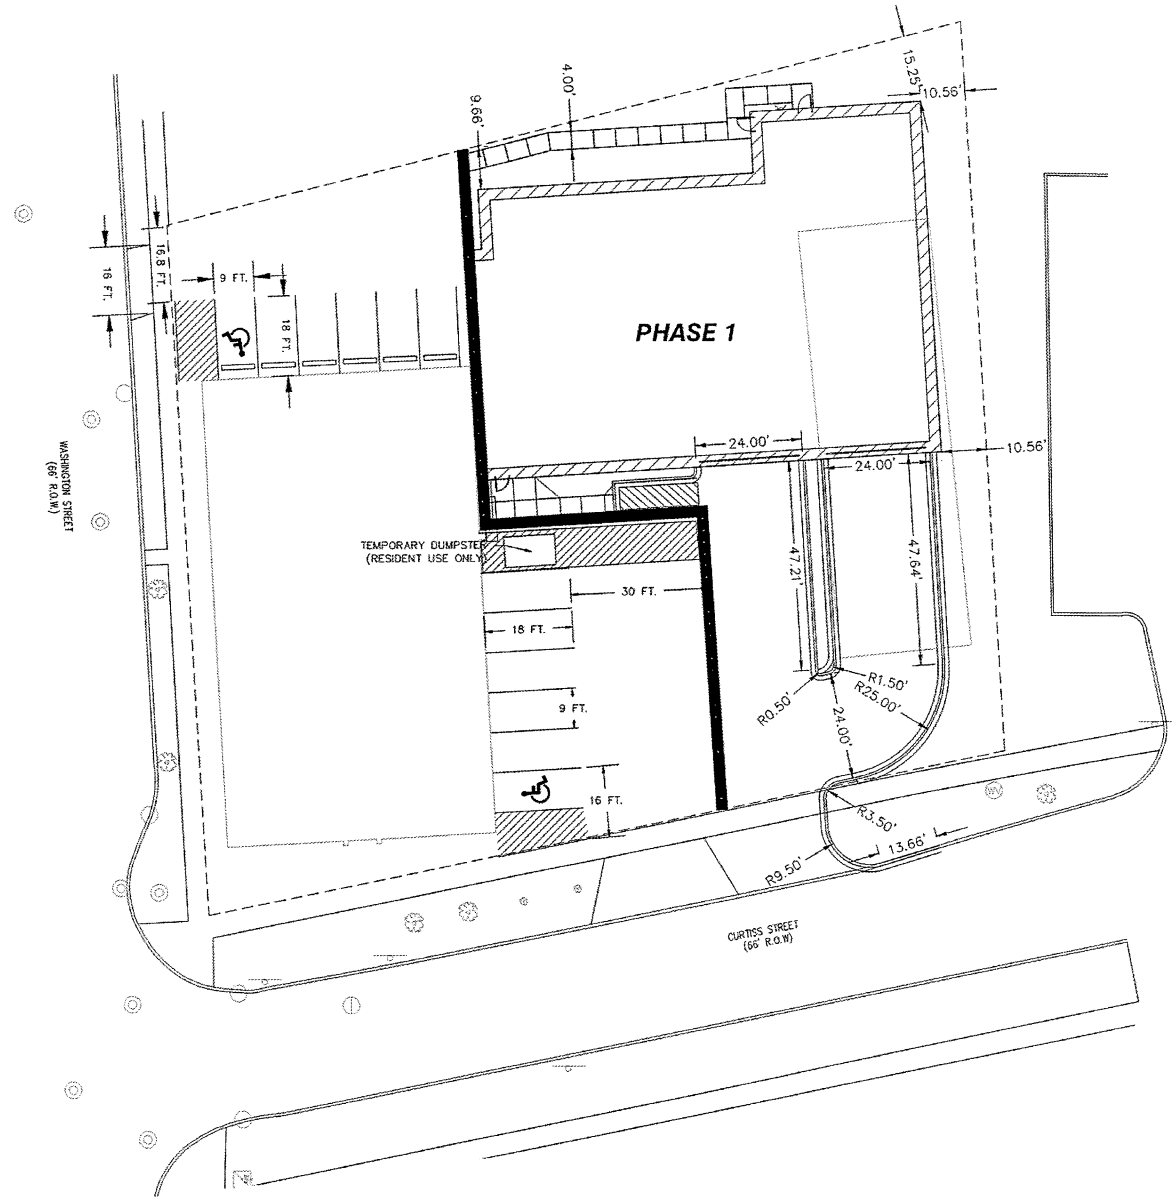 15.25'
10.56'
4.00'
9.66'
16.8 FT.
16 FT.
9 FT.
18 FT.
PHASE 1
24.00'
10.56'
24.00'
WASHINGTON STREET
(66' R.O.W)
TEMPORARY DUMPSTER
(RESIDENT USE ONLY)
47.21'
47.64'
30 FT.
18 FT.
9 FT.
R0.50'
R1.50'
R25.00'
24.00'
16 FT.
R3.50'
13.66'
R9.50'
CURTISS STREET
(66' R.O.W)